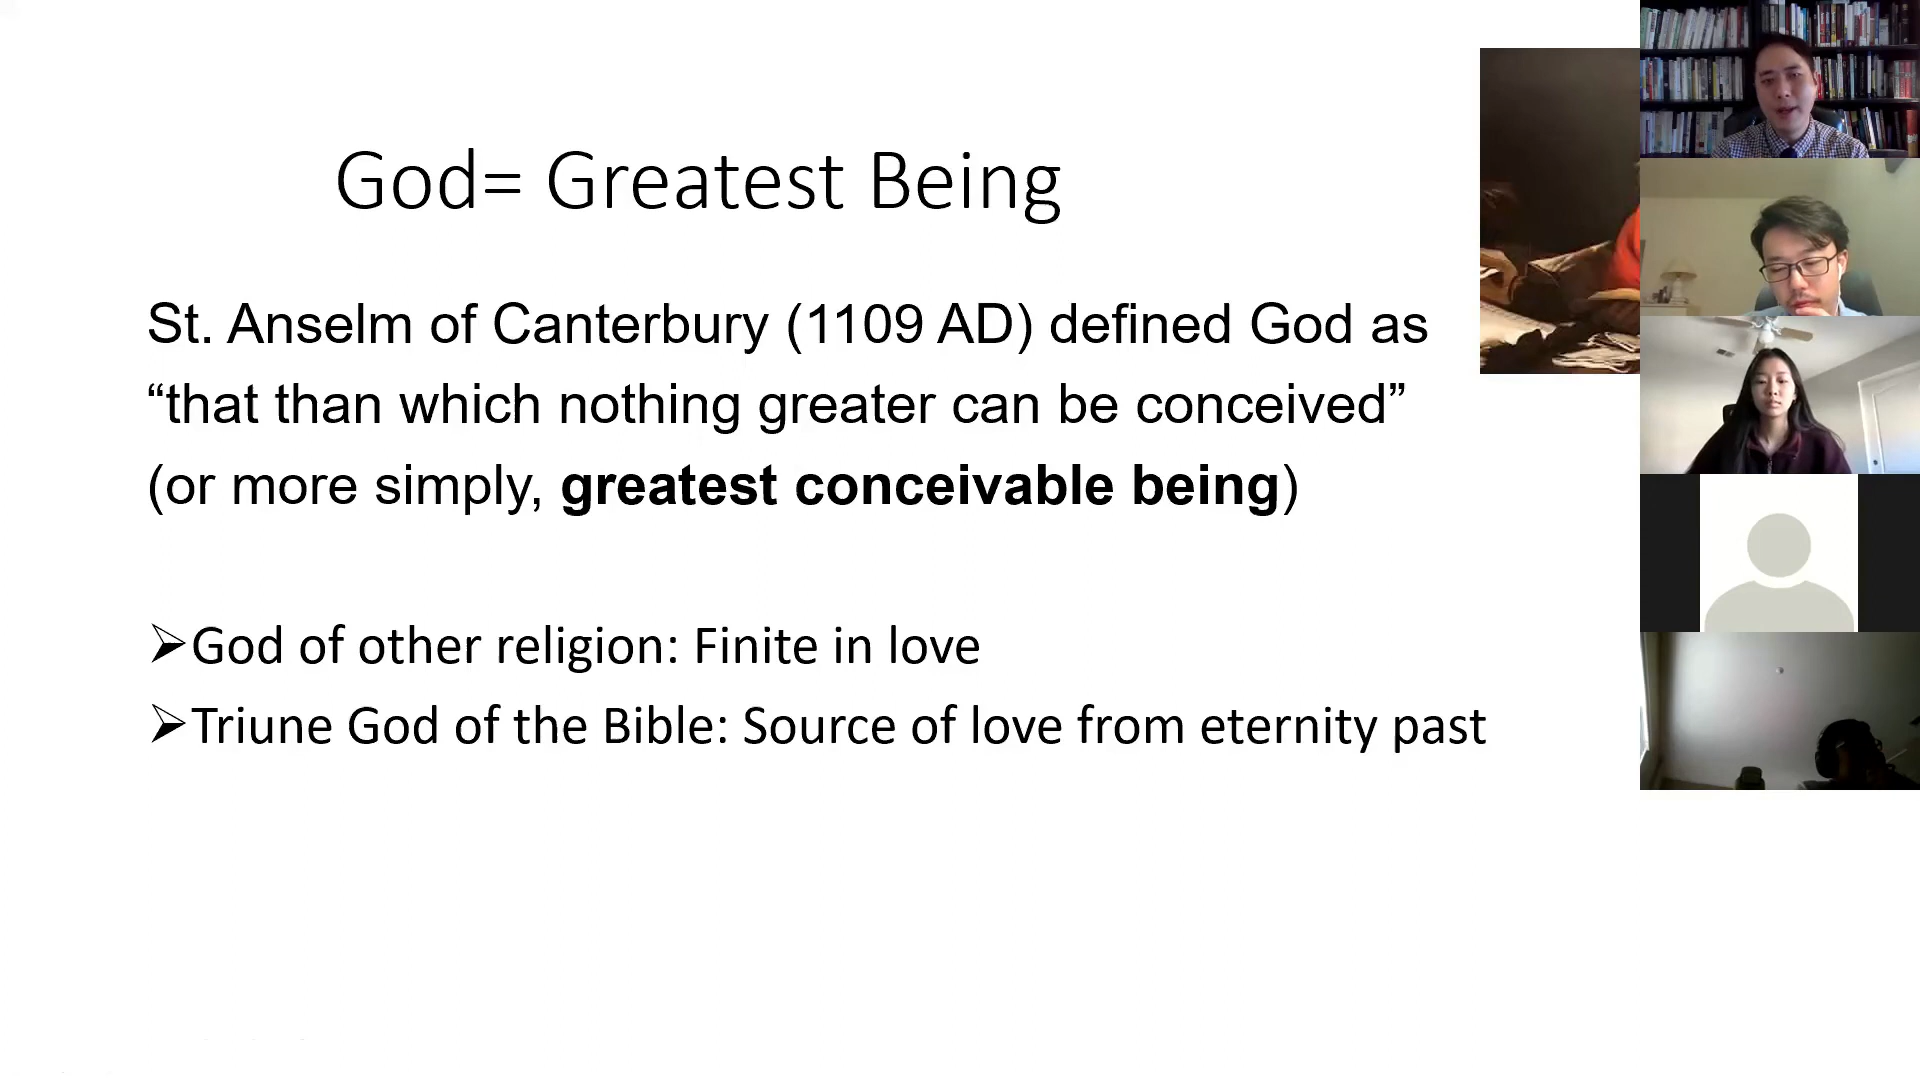 God= Greatest Being
St. Anselm of Canterbury (1109 AD) defined God as
“that than which nothing greater can be conceived”
(or more simply, greatest conceivable being)
➢God of other religion: Finite in love
➢Triune God of the Bible: Source of love from eternity past